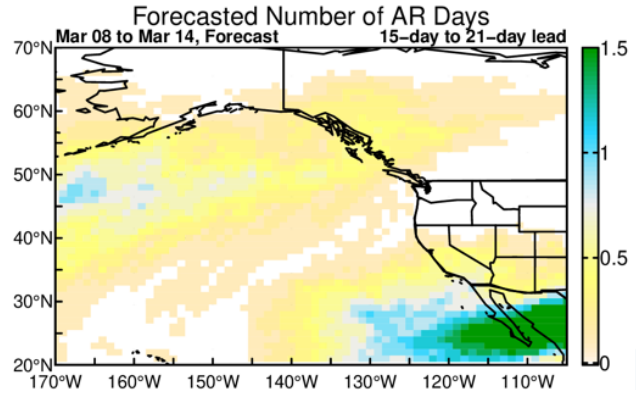 Forecasted Number of AR Days
Mar 08 to Mar 14, Forecast 15-day to 21-day lead
70°N
60°N
50°N
40°N
30°N
20°N
170°W 160°W 150°W 140°W 130°W 120°W 110°W
1.5
1
0.5
0